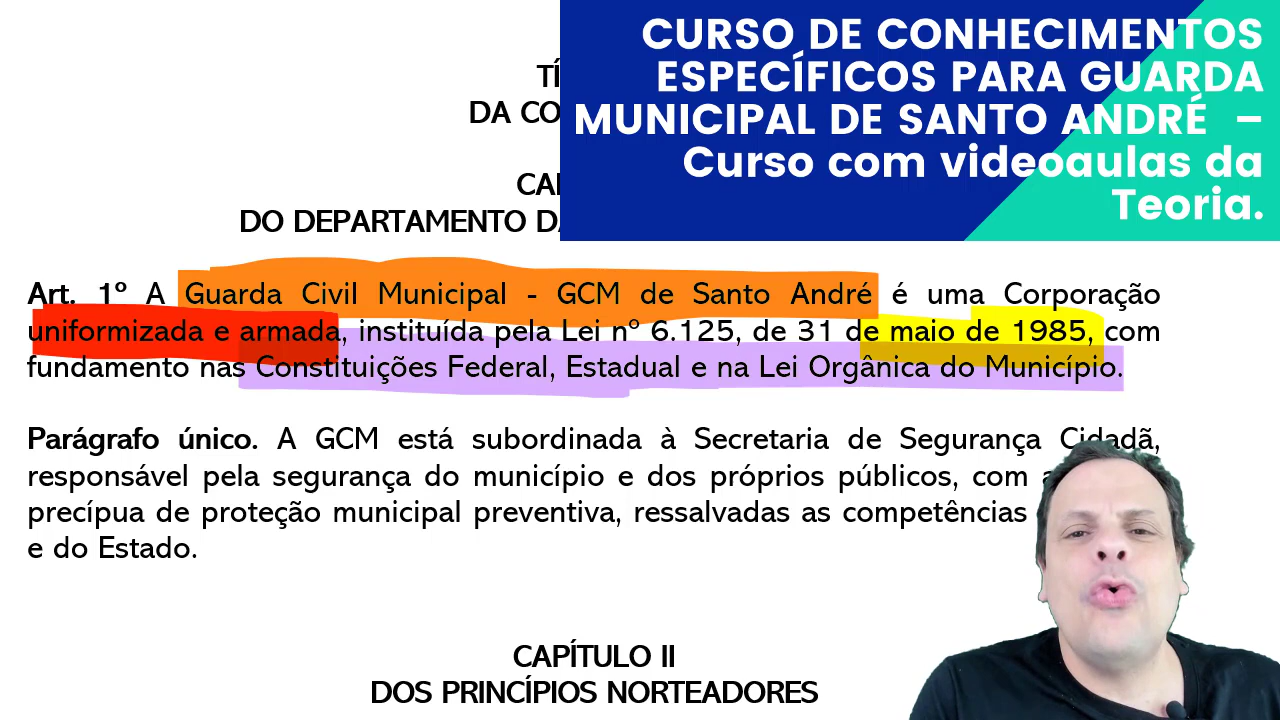 CURSO DE CONHECIMENTOS
ESPECÍFICOS PARA GUARDA
MUNICIPAL DE SANTO ANDRÉ –
Curso com videoaulas da
Teoria.
DO DEPARTAMENTO
Art. 1º A Guarda Civil Municipal - GCM de Santo André é uma Corporação
uniformizada e armada, instituída pela Lei nº 6.125, de 31 de maio de 1985, com
fundamento nas Constituições Federal, Estadual e na Lei Orgânica do Município.
Parágrafo único. A GCM está subordinada à Secretaria de Segurança Cidadã,
responsável pela segurança do município e dos próprios públicos, com
precípua de proteção municipal preventiva, ressalvadas as competências
e do Estado.
CAPÍTULO II
DOS PRINCÍPIOS NORTEADORES